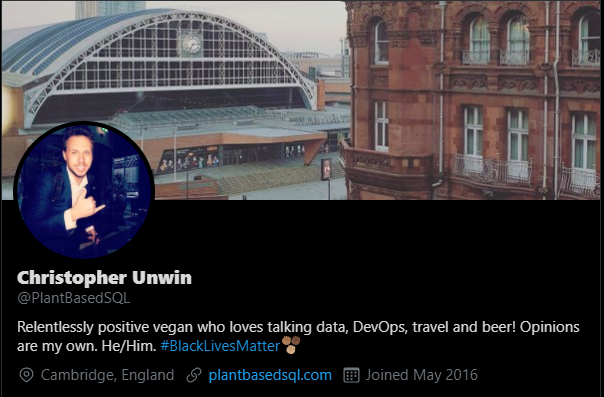 Christopher Unwin
@PlantBasedSQL
Relentlessly positive vegan who loves talking data, DevOps, travel and beer! Opinions
are my own. He/Him. #BlackLivesMatter
Cambridge, England plantbasedsql.com Joined May 2016